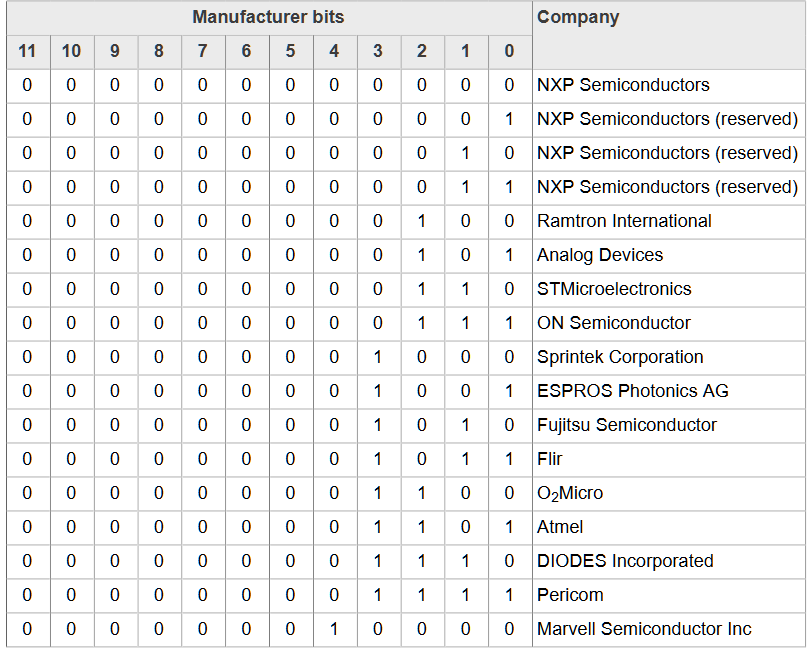 Manufacturer bits Company
11 10 9 8 7 6 5 4 3 2 1 0
0 0 0 0 0 0 0 0 0 0 0 0 NXP Semiconductors
0 0 0 0 0 0 0 0 0 0 0 1 NXP Semiconductors (reserved)
0 0 0 0 0 0 0 0 0 0 1 0 NXP Semiconductors (reserved)
0 0 0 0 0 0 0 0 0 0 1 1 NXP Semiconductors (reserved)
0 0 0 0 0 0 0 0 0 1 0 0 Ramtron International
0 0 0 0 0 0 0 0 0 1 0 1 Analog Devices
0 0 0 0 0 0 0 0 0 1 1 0 STMicroelectronics
0 0 0 0 0 0 0 0 0 1 1 1 ON Semiconductor
0 0 0 0 0 0 0 0 1 0 0 0 Sprintek Corporation
0 0 0 0 0 0 0 0 1 0 0 1 ESPROS Photonics AG
0 0 0 0 0 0 0 0 1 0 1 0 Fujitsu Semiconductor
0 0 0 0 0 0 0 0 1 0 1 1 Flir
0 0 0 0 0 0 0 0 1 1 0 0 O₂Micro
0 0 0 0 0 0 0 0 1 1 0 1 Atmel
0 0 0 0 0 0 0 0 1 1 1 0 DIODES Incorporated
0 0 0 0 0 0 0 0 1 1 1 1 Pericom
0 0 0 0 0 0 0 1 0 0 0 0 Marvell Semiconductor Inc